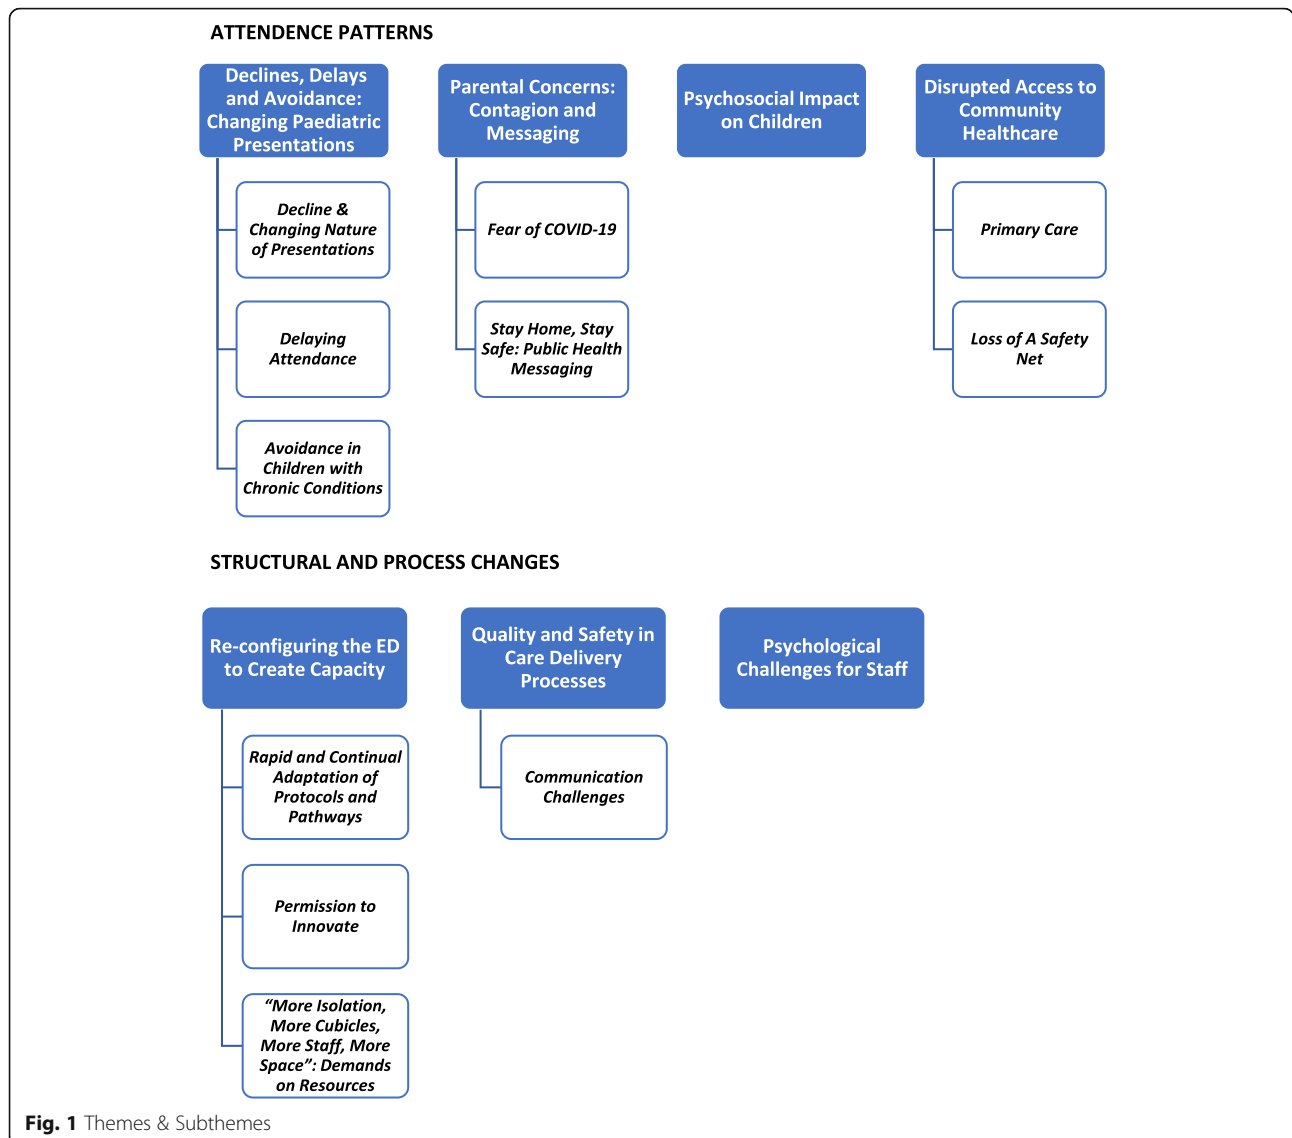 ATTENDENCE PATTERNS
Declines, Delays
and Avoidance:
Changing Paediatric
Presentations
Decline &
Changing Nature
of Presentations
Delaying
Attendance
Avoidance in
Children with
Chronic Conditions
Parental Concerns:
Contagion and
Messaging
Fear of COVID-19
Stay Home, Stay
Safe: Public Health
Messaging
Psychosocial Impact
on Children
Disrupted Access to
Community
Healthcare
Primary Care
Loss of A Safety
Net
STRUCTURAL AND PROCESS CHANGES
Re-configuring the ED
to Create Capacity
Rapid and Continual
Adaptation of
Protocols and
Pathways
Permission to
Innovate
“More Isolation,
More Cubicles,
More Staff, More
Space”: Demands
on Resources
Quality and Safety in
Care Delivery
Processes
Communication
Challenges
Psychological
Challenges for Staff
Fig. 1 Themes & Subthemes